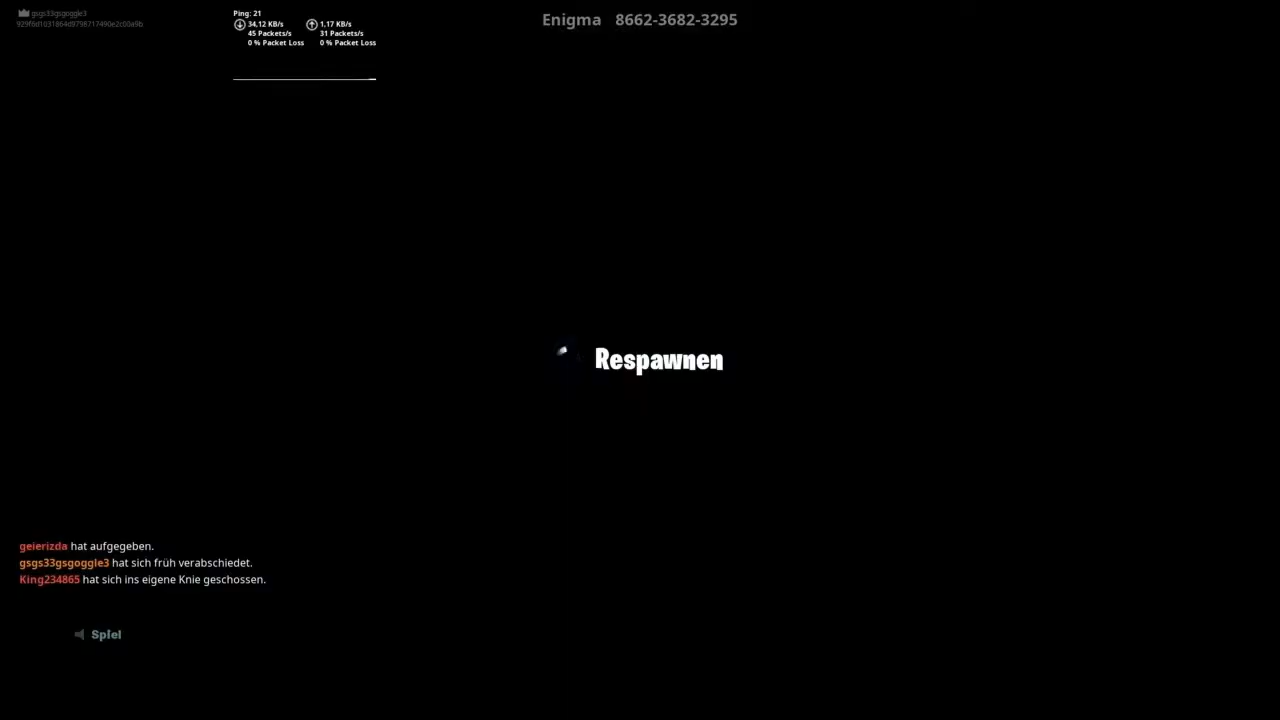 gsgs33gsgoggle3
Ping: 21
34,12 KB/s 1,17 KB/s
45 Packets/s 31 Packets/s
0 % Packet Loss 0 % Packet Loss
Enigma 8662-3682-3295
Respawnen
geierizda hat aufgegeben.
gsgs33gsgoggle3 hat sich früh verabschiedet.
King234865 hat sich ins eigene Knie geschossen.
Spiel